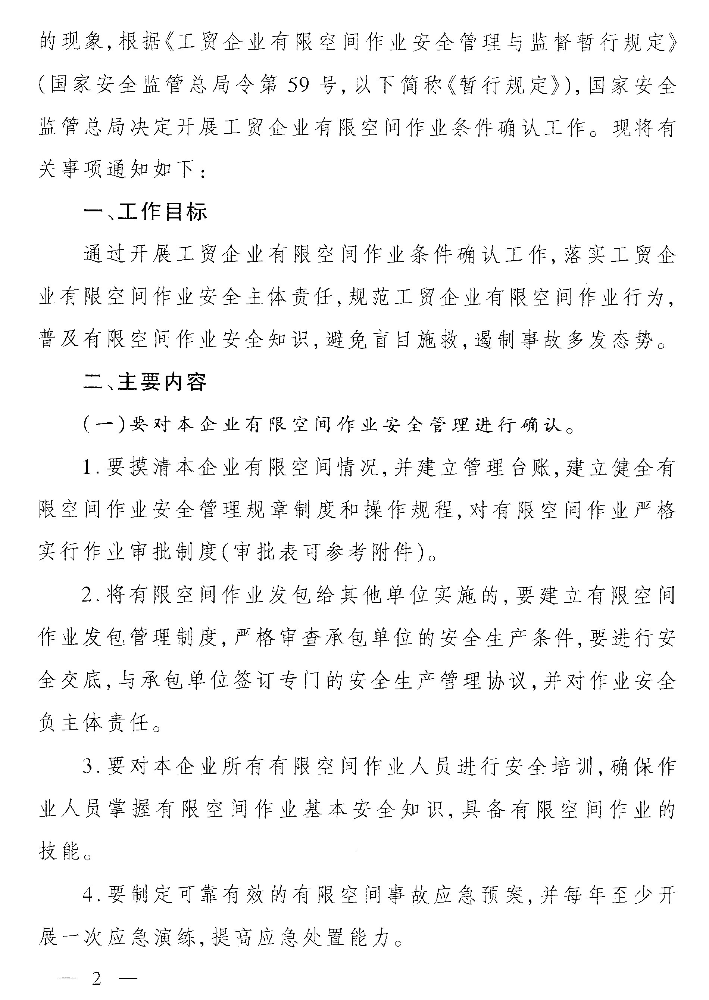 的现象,根据《工贸企业有限空间作业安全管理与监督暂行规定》
(国家安全监管总局令第 59 号,以下简称《暂行规定》),国家安全
监管总局决定开展工贸企业有限空间作业条件确认工作。现将有
关事项通知如下:
一、工作目标
通过开展工贸企业有限空间作业条件确认工作,落实工贸企
业有限空间作业安全主体责任,规范工贸企业有限空间作业行为,
普及有限空间作业安全知识,避免盲目施救,遏制事故多发态势。
二、主要内容
(一)要对本企业有限空间作业安全管理进行确认。
1.要摸清本企业有限空间情况,并建立管理台账,建立健全有
限空间作业安全管理规章制度和操作规程,对有限空间作业严格
实行作业审批制度(审批表可参考附件)。
2.将有限空间作业发包给其他单位实施的,要建立有限空间
作业发包管理制度,严格审查承包单位的安全生产条件,要进行安
全交底,与承包单位签订专门的安全生产管理协议,并对作业安全
负主体责任。
3.要对本企业所有有限空间作业人员进行安全培训,确保作
业人员掌握有限空间作业基本安全知识,具备有限空间作业的
技能。
4.要制定可靠有效的有限空间事故应急预案,并每年至少开
展一次应急演练,提高应急处置能力。
— 2 —